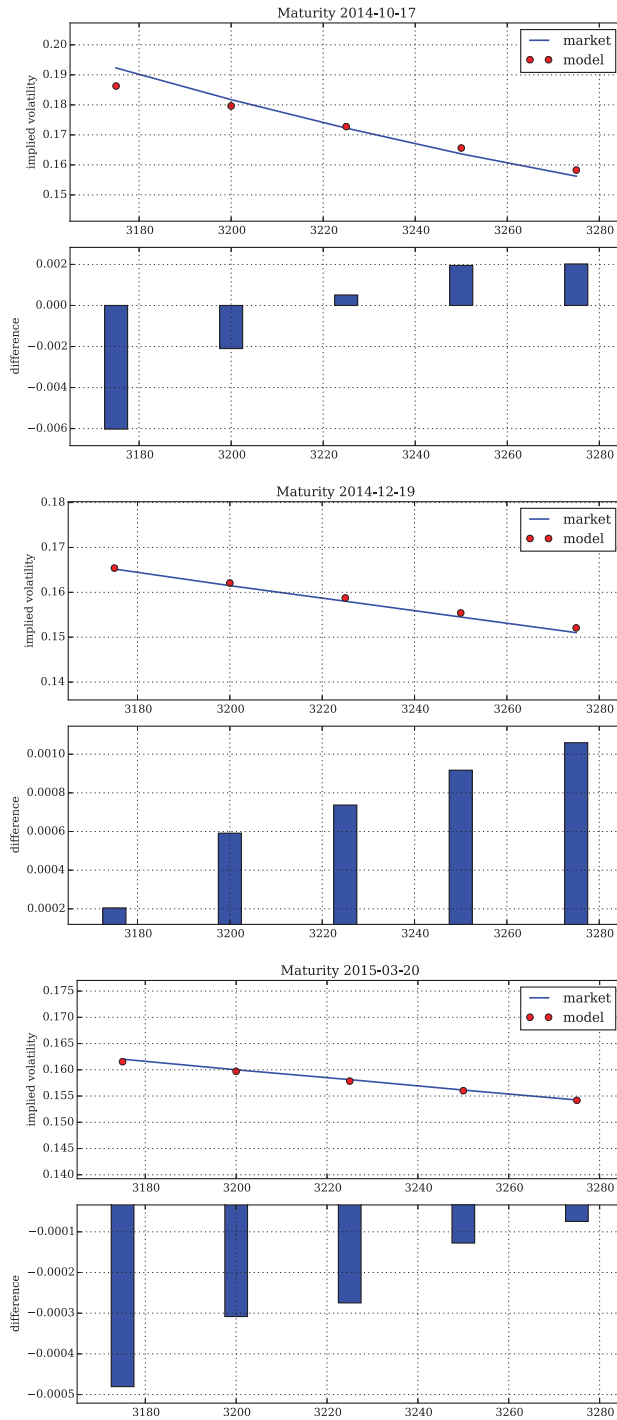 Maturity 2014-10-17
market
model
implied volatility
0.20
0.19
0.18
0.17
0.16
0.15
3180 3200 3220 3240 3260 3280
difference
0.002
0.000
−0.002
−0.004
−0.006
3180 3200 3220 3240 3260 3280
Maturity 2014-12-19
market
model
implied volatility
0.18
0.17
0.16
0.15
0.14
3180 3200 3220 3240 3260 3280
difference
0.0010
0.0008
0.0006
0.0004
0.0002
3180 3200 3220 3240 3260 3280
Maturity 2015-03-20
market
model
implied volatility
0.175
0.170
0.165
0.160
0.155
0.150
0.145
0.140
3180 3200 3220 3240 3260 3280
difference
−0.0001
−0.0002
−0.0003
−0.0004
−0.0005
3180 3200 3220 3240 3260 3280